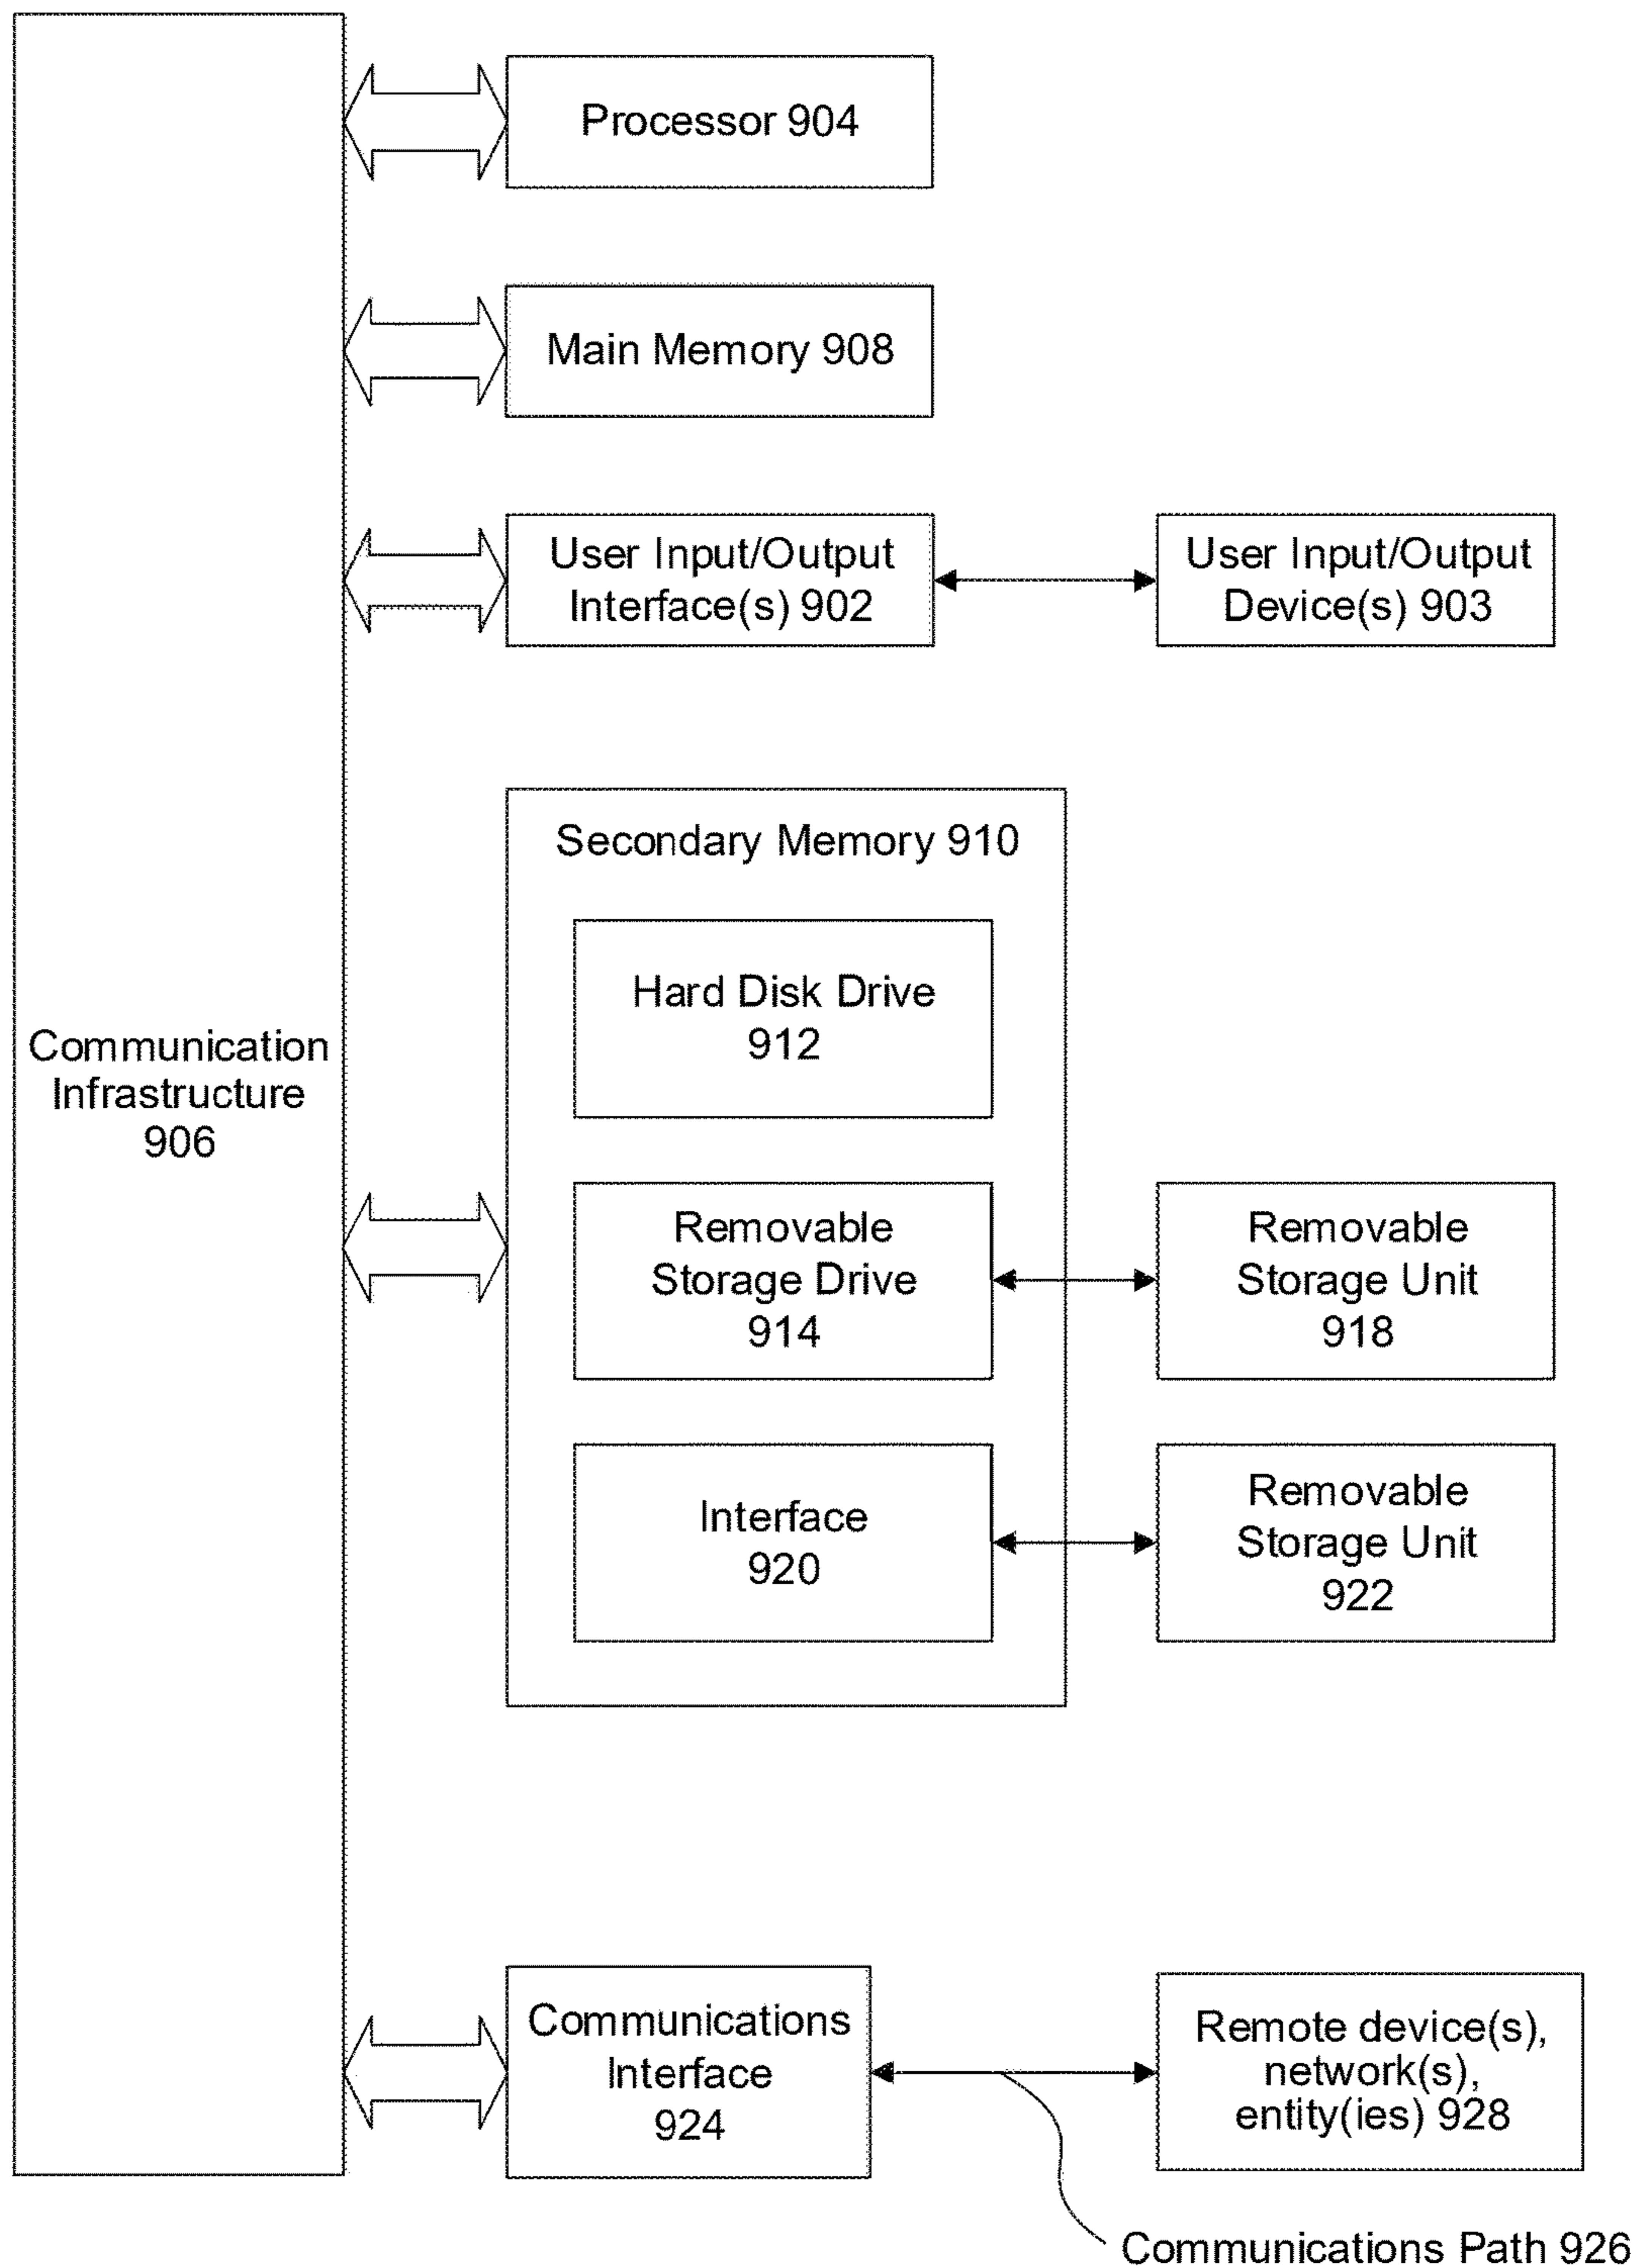 Processor 904
Main Memory 908
User Input/Output
Interface(s) 902
User Input/Output
Device(s) 903
Secondary Memory 910
Hard Disk Drive
912
Communication
Infrastructure
906
Removable
Storage Drive
914
Removable
Storage Unit
918
Interface
920
Removable
Storage Unit
922
Communications
Interface
924
Remote device(s),
network(s),
entity(ies) 928
Communications Path 926